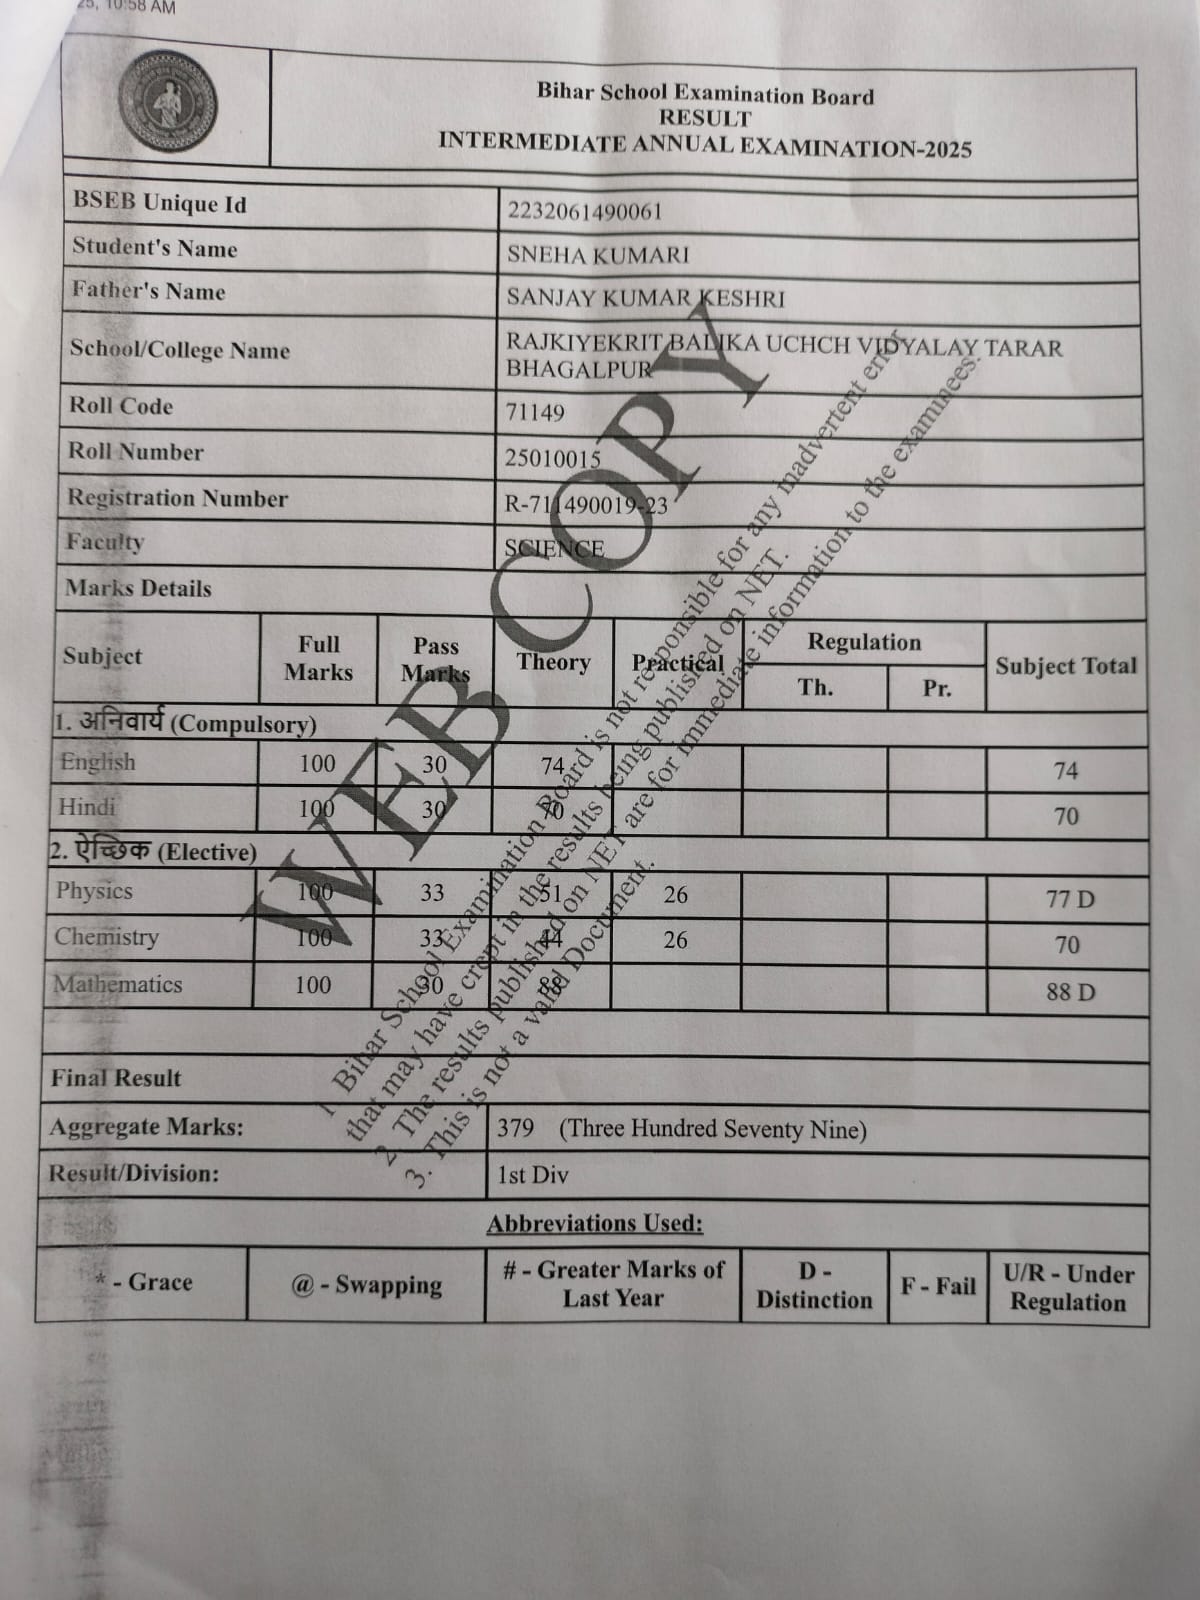 25, 10:58 AM
Bihar School Examination Board
RESULT
INTERMEDIATE ANNUAL EXAMINATION-2025
BSEB Unique Id 2232061490061
Student's Name SNEHA KUMARI
Father's Name SANJAY KUMAR KESHRI
School/College Name RAJKIYEKRIT BALIKA UCHCH VIDYALAY TARAR
BHAGALPUR
Roll Code 71149
Roll Number 25010015
Registration Number R-711490019-23
Faculty SCIENCE
Marks Details
Subject Full Marks Pass Marks Theory Practical Regulation Subject Total
Th. Pr.
1. अनिवार्य (Compulsory)
English 100 30 74 74
Hindi 100 30 70 70
2. ऐच्छिक (Elective)
Physics 100 33 51 26 77 D
Chemistry 100 33 44 26 70
Mathematics 100 30 88 88 D
Final Result
Aggregate Marks: 379 (Three Hundred Seventy Nine)
Result/Division: 1st Div
Abbreviations Used:
* - Grace @ - Swapping # - Greater Marks of Last Year D - Distinction F - Fail U/R - Under Regulation
WEB COPY
1. Bihar School Examination Board is not responsible for any inadvertent error
that may have crept in the results being published on NET.
2. The results published on NET are for immediate information to the examinees.
3. This is not a valid Document.